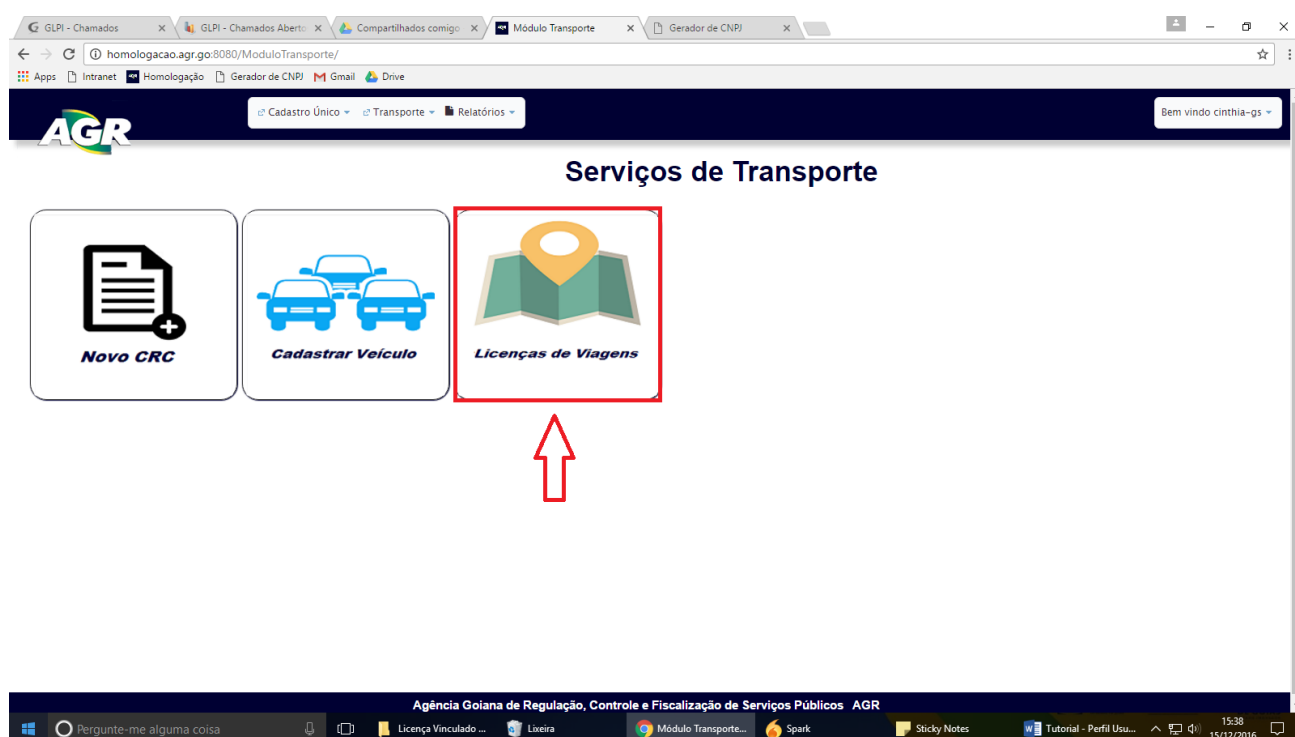 GLPI - Chamados
GLPI - Chamados Aberto
Compartilhados comigo
Módulo Transporte
Gerador de CNPJ
homologacao.agr.go:8080/ModuloTransporte/
Apps Intranet Homologação Gerador de CNPJ Gmail Drive
AGR
Cadastro Único Transporte Relatórios
Bem vindo cinthia-gs
Serviços de Transporte
Novo CRC
Cadastrar Veículo
Licenças de Viagens
Agência Goiana de Regulação, Controle e Fiscalização de Serviços Públicos AGR
Pergunte-me alguma coisa
Licença Vinculado ...
Lixeira
Módulo Transporte...
Spark
Sticky Notes
Tutorial - Perfil Usu...
15:38
15/12/2016